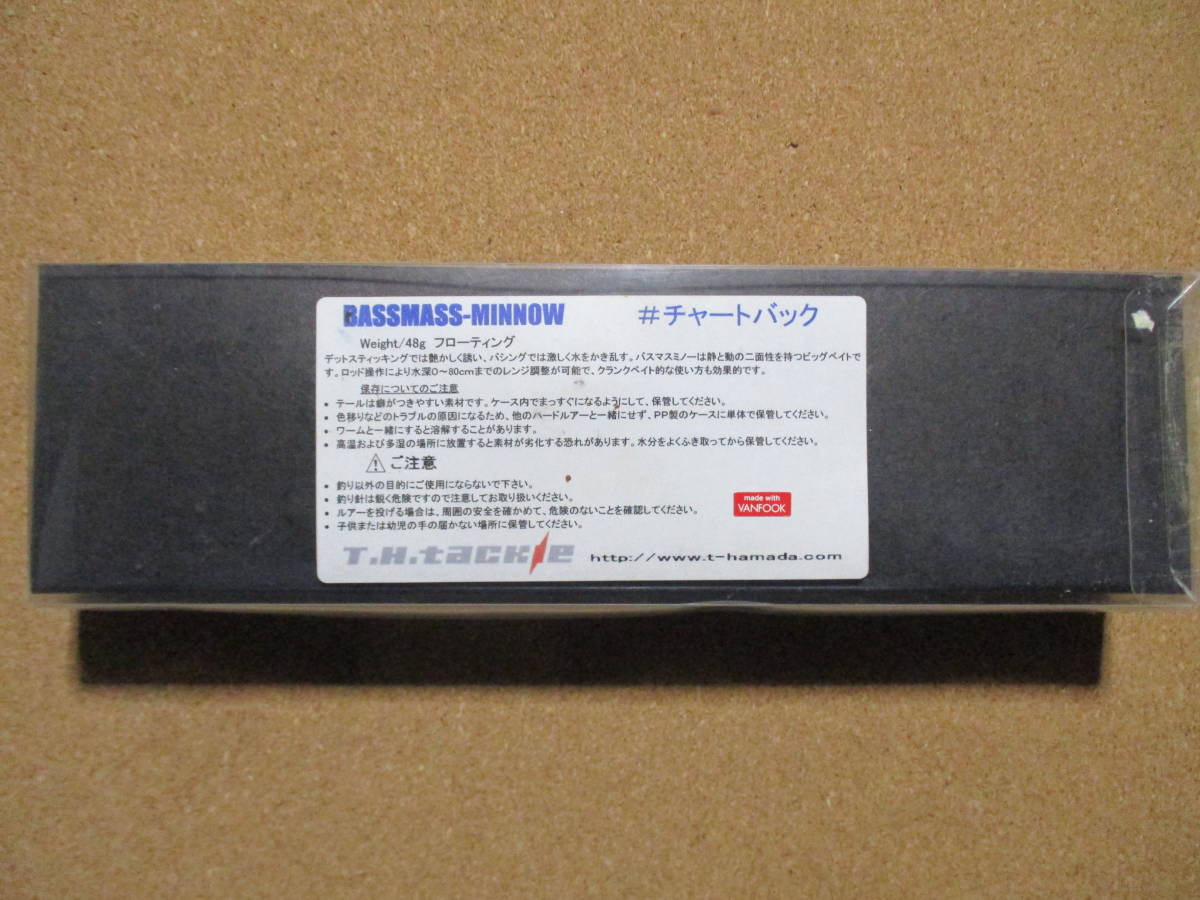 BASSMASS-MINNOW #チャートバック
Weight/48g フローティング
デットスティッキングでは艶かしく誘い、バジングでは激しく水をかき乱す。バスマスミノーは静と動の二面性を持つビッグベイトで
す。ロッド操作により水深0～80cmまでのレンジ調整が可能で、クランクベイト的な使い方も効果的です。
保存についてのご注意
• テールは癖がつきやすい素材です。ケース内でまっすぐになるようにして、保管してください。
• 色移りなどのトラブルの原因になるため、他のハードルアーと一緒にせず、PP製のケースに単体で保管してください。
• ワームと一緒にすると溶解することがあります。
• 高温および多湿の場所に放置すると素材が劣化する恐れがあります。水分をよくふき取ってから保管してください。
ご注意
• 釣り以外の目的にご使用にならないで下さい。
• 釣り針は鋭く危険ですので注意してお取り扱いください。
• ルアーを投げる場合は、周囲の安全を確かめて、危険のないことを確認してください。
• 子供または幼児の手の届かない場所に保管してください。
made with
VANFOOK
T.H.tackle http://www.t-hamada.com